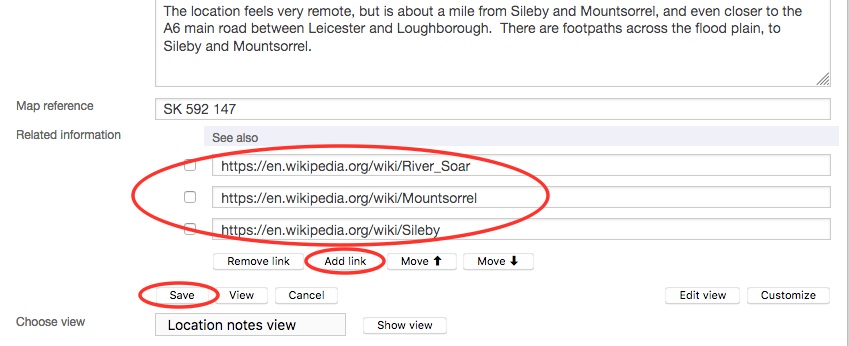 The location feels very remote, but is about a mile from Sileby and Mountsorrel, and even closer to the
A6 main road between Leicester and Loughborough.  There are footpaths across the flood plain, to
Sileby and Mountsorrel.
Map reference SK 592 147
Related information See also
https://en.wikipedia.org/wiki/River_Soar
https://en.wikipedia.org/wiki/Mountsorrel
https://en.wikipedia.org/wiki/Sileby
Remove link Add link Move ⬆ Move ⬇
Save View Cancel Edit view Customize
Choose view Location notes view Show view